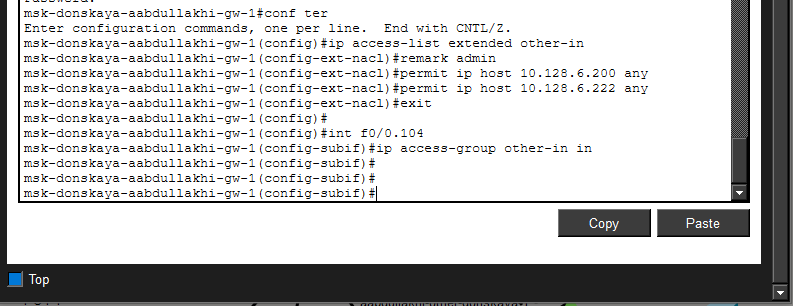 msk-donskaya-aabdullakhi-gw-1#conf ter
Enter configuration commands, one per line.  End with CNTL/Z.
msk-donskaya-aabdullakhi-gw-1(config)#ip access-list extended other-in
msk-donskaya-aabdullakhi-gw-1(config-ext-nacl)#remark admin
msk-donskaya-aabdullakhi-gw-1(config-ext-nacl)#permit ip host 10.128.6.200 any
msk-donskaya-aabdullakhi-gw-1(config-ext-nacl)#permit ip host 10.128.6.222 any
msk-donskaya-aabdullakhi-gw-1(config-ext-nacl)#exit
msk-donskaya-aabdullakhi-gw-1(config)#
msk-donskaya-aabdullakhi-gw-1(config)#int f0/0.104
msk-donskaya-aabdullakhi-gw-1(config-subif)#ip access-group other-in in
msk-donskaya-aabdullakhi-gw-1(config-subif)#
msk-donskaya-aabdullakhi-gw-1(config-subif)#
msk-donskaya-aabdullakhi-gw-1(config-subif)#
Copy Paste
Top